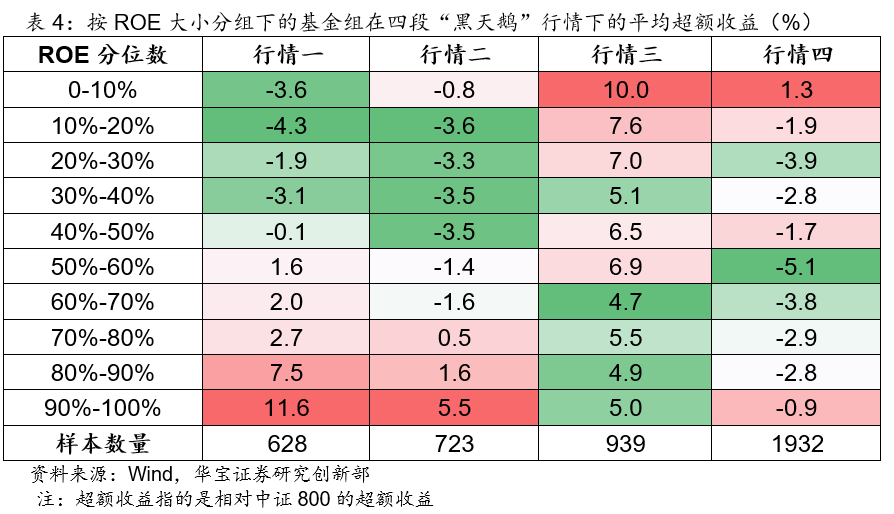 表 4：按 ROE 大小分组下的基金组在四段“黑天鹅”行情下的平均超额收益（%）
ROE 分位数 行情一 行情二 行情三 行情四
0-10% -3.6 -0.8 10.0 1.3
10%-20% -4.3 -3.6 7.6 -1.9
20%-30% -1.9 -3.3 7.0 -3.9
30%-40% -3.1 -3.5 5.1 -2.8
40%-50% -0.1 -3.5 6.5 -1.7
50%-60% 1.6 -1.4 6.9 -5.1
60%-70% 2.0 -1.6 4.7 -3.8
70%-80% 2.7 0.5 5.5 -2.9
80%-90% 7.5 1.6 4.9 -2.8
90%-100% 11.6 5.5 5.0 -0.9
样本数量 628 723 939 1932
资料来源：Wind，华宝证券研究创新部
注：超额收益指的是相对中证 800 的超额收益